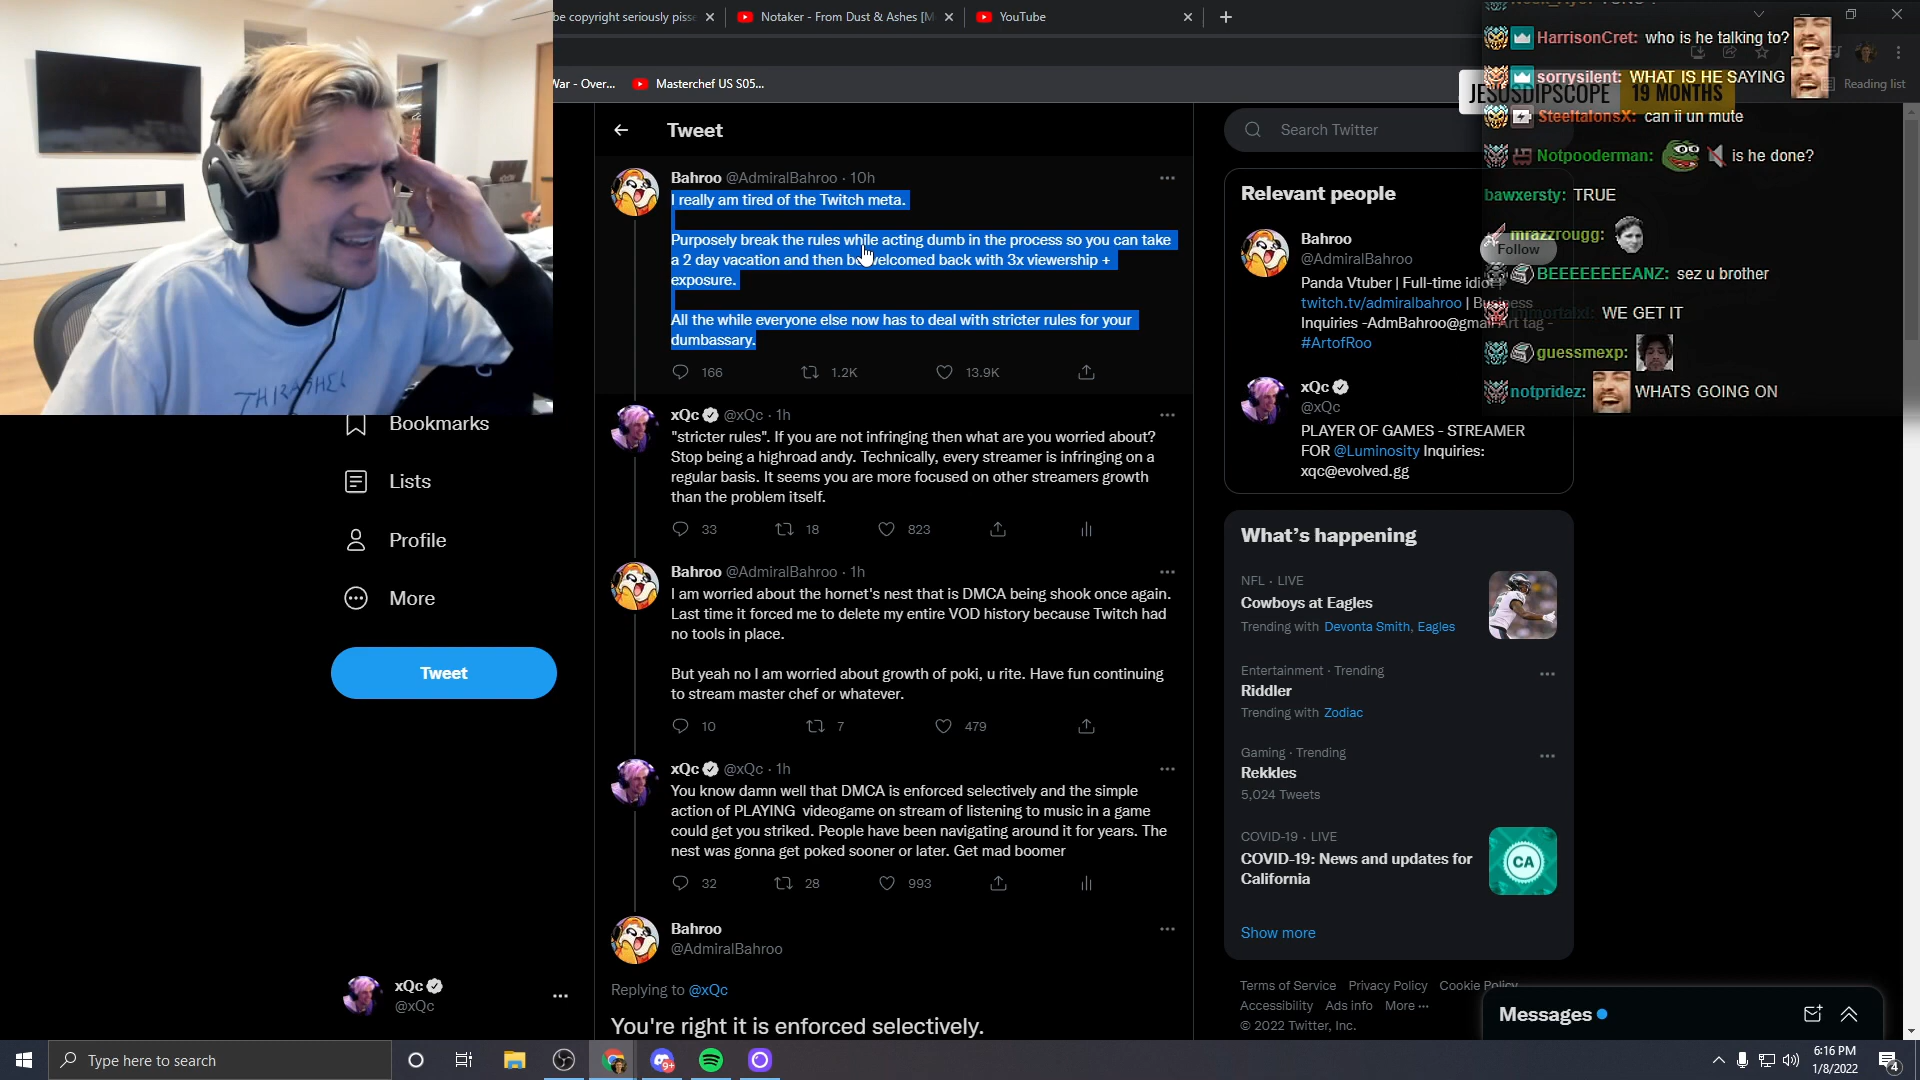 be copyright seriously piss
Notaker - From Dust & Ashes [M
YouTube
War - Over...
Masterchef US S05...
Reading list
THRASHER
Tweet
Bahroo @AdmiralBahroo · 10h
I really am tired of the Twitch meta.
Purposely break the rules while acting dumb in the process so you can take
a 2 day vacation and then be welcomed back with 3x viewership +
exposure.
All the while everyone else now has to deal with stricter rules for your
dumbassary.
166
1.2K
13.9K
xQc @xQc · 1h
"stricter rules". If you are not infringing then what are you worried about?
Stop being a highroad andy. Technically, every streamer is infringing on a
regular basis. It seems you are more focused on other streamers growth
than the problem itself.
33
18
823
Bahroo @AdmiralBahroo · 1h
I am worried about the hornet's nest that is DMCA being shook once again.
Last time it forced me to delete my entire VOD history because Twitch had
no tools in place.
But yeah no I am worried about growth of poki, u rite. Have fun continuing
to stream master chef or whatever.
10
7
479
xQc @xQc · 1h
You know damn well that DMCA is enforced selectively and the simple
action of PLAYING videogame on stream of listening to music in a game
could get you striked. People have been navigating around it for years. The
nest was gonna get poked sooner or later. Get mad boomer
32
28
993
Bahroo
@AdmiralBahroo
Replying to @xQc
You're right it is enforced selectively.
Bookmarks
Lists
Profile
More
Tweet
xQc
@xQc
Search Twitter
Relevant people
Bahroo
@AdmiralBahroo
Follow
Panda Vtuber | Full-time idiot |
twitch.tv/admiralbahroo | Business
Inquiries -AdmBahroo@gmai Art tag -
#ArtofRoo
xQc
@xQc
PLAYER OF GAMES - STREAMER
FOR @Luminosity Inquiries:
xqc@evolved.gg
What's happening
NFL · LIVE
Cowboys at Eagles
Trending with Devonta Smith, Eagles
Entertainment · Trending
Riddler
Trending with Zodiac
Gaming · Trending
Rekkles
5,024 Tweets
COVID-19 · LIVE
COVID-19: News and updates for
California
CA
Show more
Terms of Service Privacy Policy Cookie Policy
Accessibility Ads info More ···
© 2022 Twitter, Inc.
Messages
HarrisonCret: who is he talking to?
sorrysilent: WHAT IS HE SAYING
JESUSDIPSCOPE 19 MONTHS
SteeltalonsX: can ii un mute
Notpooderman: is he done?
bawxersty: TRUE
mrazzrougg:
BEEEEEEEEANZ: sez u brother
immortalxi: WE GET IT
guessmexp:
notpridez: WHATS GOING ON
Type here to search
9+
6:16 PM
1/8/2022
4